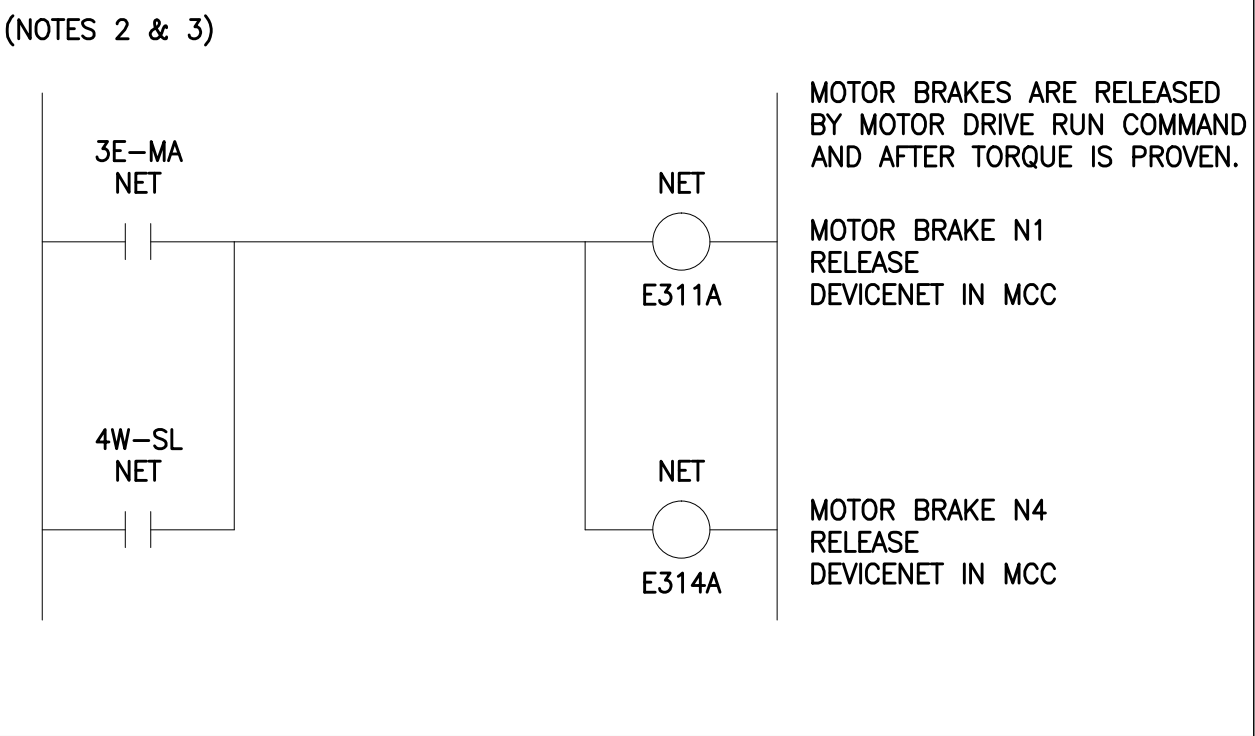 (NOTES 2 & 3)
MOTOR BRAKES ARE RELEASED
BY MOTOR DRIVE RUN COMMAND
AND AFTER TORQUE IS PROVEN.
3E-MA
NET
NET
E311A
MOTOR BRAKE N1
RELEASE
DEVICENET IN MCC
4W-SL
NET
NET
E314A
MOTOR BRAKE N4
RELEASE
DEVICENET IN MCC